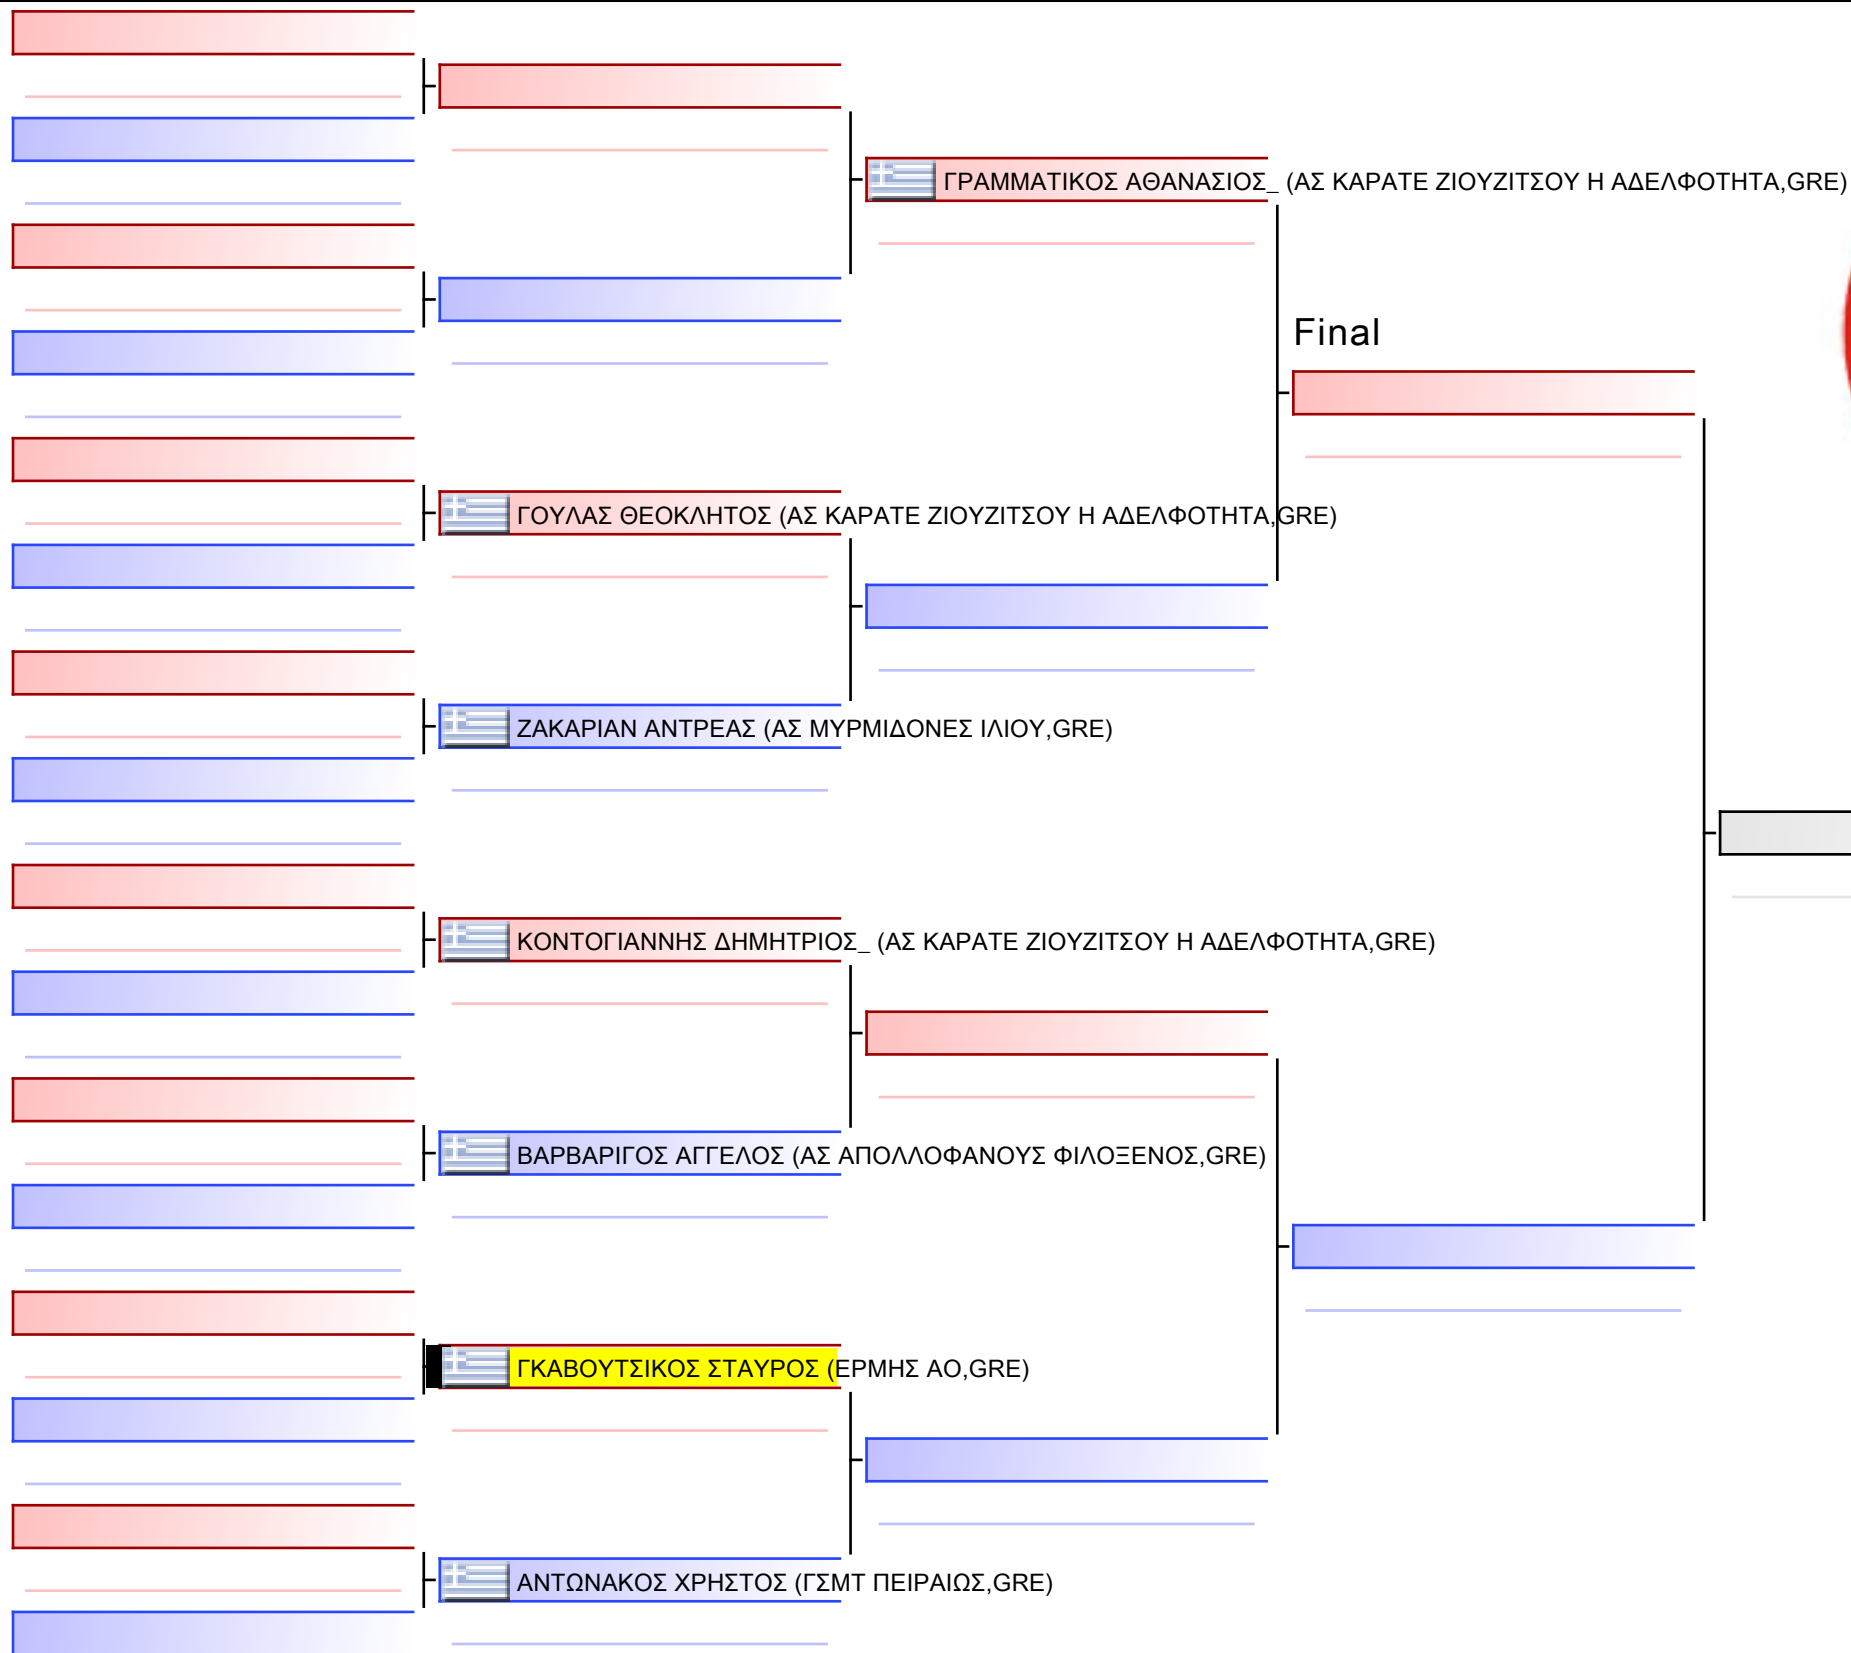 ΓΡΑΜΜΑΤΙΚΟΣ ΑΘΑΝΑΣΙΟΣ_ (ΑΣ ΚΑΡΑΤΕ ΖΙΟΥΖΙΤΣΟΥ Η ΑΔΕΛΦΟΤΗΤΑ,GRE)
Final
ΓΟΥΛΑΣ ΘΕΟΚΛΗΤΟΣ (ΑΣ ΚΑΡΑΤΕ ΖΙΟΥΖΙΤΣΟΥ Η ΑΔΕΛΦΟΤΗΤΑ,GRE)
ΖΑΚΑΡΙΑΝ ΑΝΤΡΕΑΣ (ΑΣ ΜΥΡΜΙΔΟΝΕΣ ΙΛΙΟΥ,GRE)
ΚΟΝΤΟΓΙΑΝΝΗΣ ΔΗΜΗΤΡΙΟΣ_ (ΑΣ ΚΑΡΑΤΕ ΖΙΟΥΖΙΤΣΟΥ Η ΑΔΕΛΦΟΤΗΤΑ,GRE)
ΒΑΡΒΑΡΙΓΟΣ ΑΓΓΕΛΟΣ (ΑΣ ΑΠΟΛΛΟΦΑΝΟΥΣ ΦΙΛΟΞΕΝΟΣ,GRE)
ΓΚΑΒΟΥΤΣΙΚΟΣ ΣΤΑΥΡΟΣ (ΕΡΜΗΣ ΑΟ,GRE)
ΑΝΤΩΝΑΚΟΣ ΧΡΗΣΤΟΣ (ΓΣΜΤ ΠΕΙΡΑΙΩΣ,GRE)